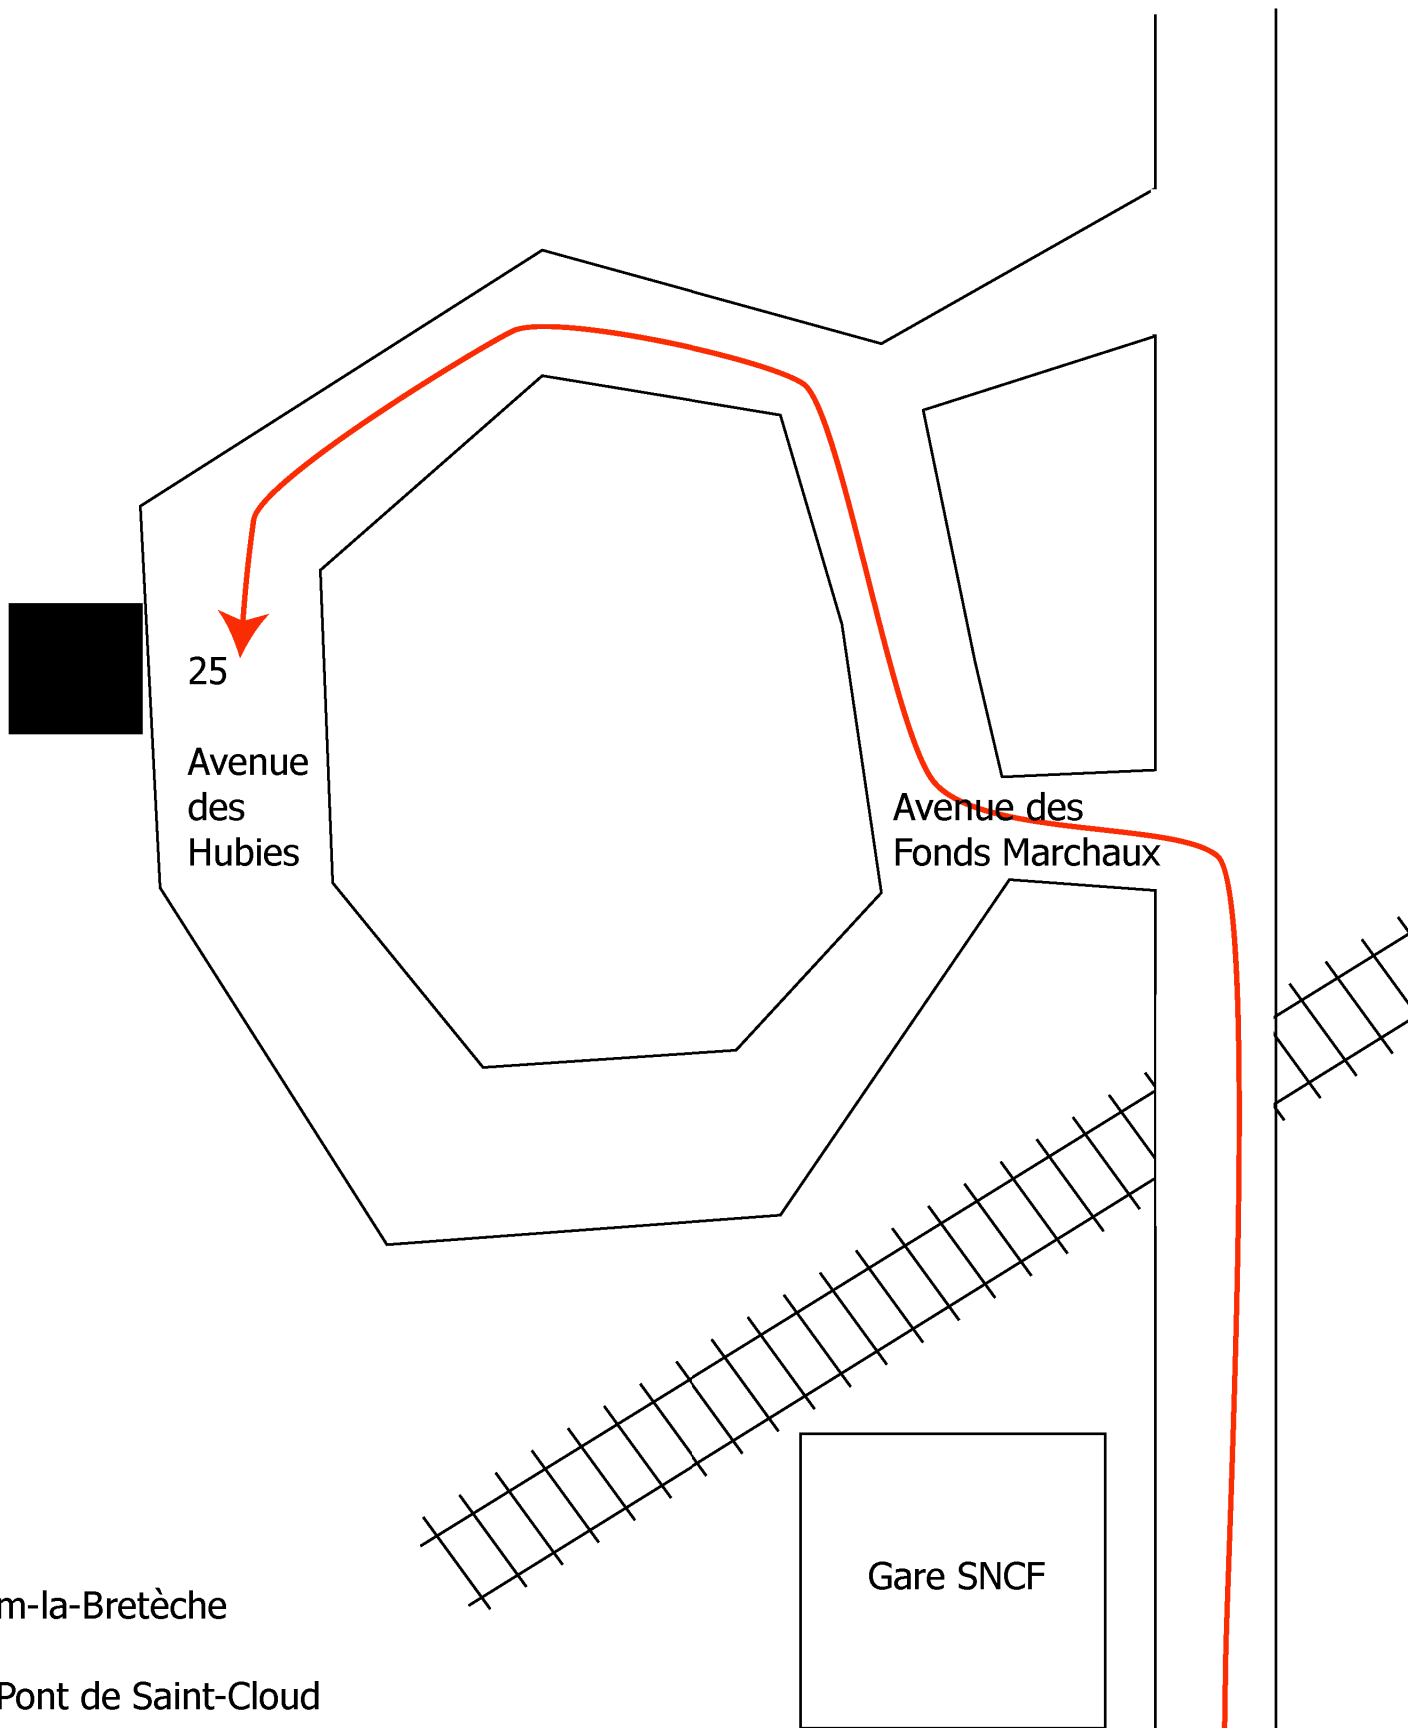 25
Avenue
des
Hubies
Avenue des
Fonds Marchaux
Gare SNCF
m-la-Bretèche
Pont de Saint-Cloud